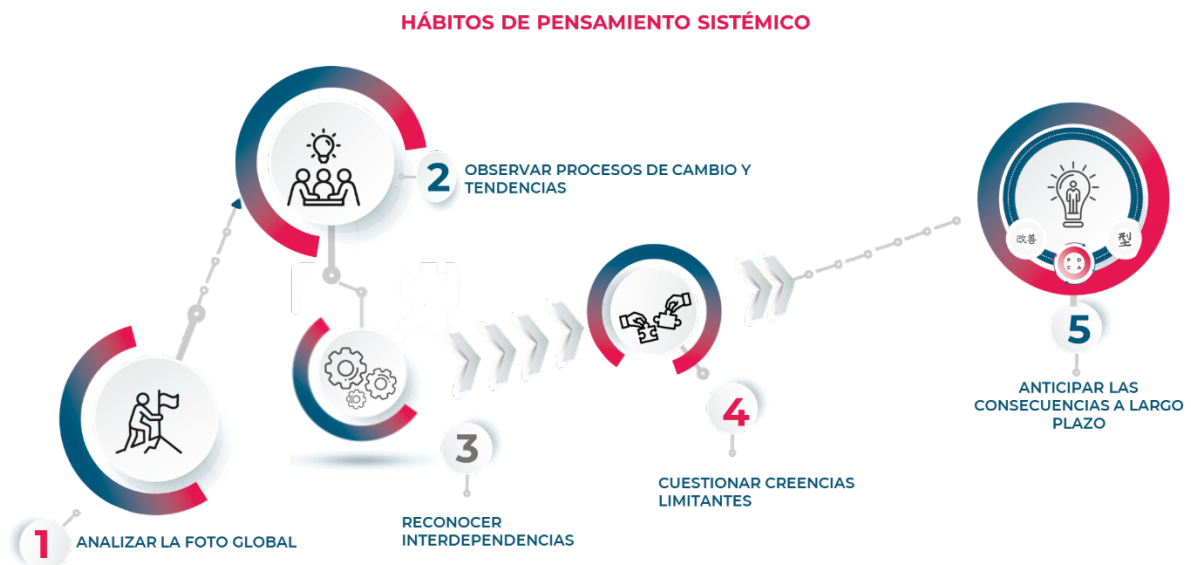 HÁBITOS DE PENSAMIENTO SISTÉMICO
1
ANALIZAR LA FOTO GLOBAL
2
OBSERVAR PROCESOS DE CAMBIO Y
TENDENCIAS
3
RECONOCER
INTERDEPENDENCIAS
4
CUESTIONAR CREENCIAS
LIMITANTES
改善
型
P D
C A
5
ANTICIPAR LAS
CONSECUENCIAS A LARGO
PLAZO